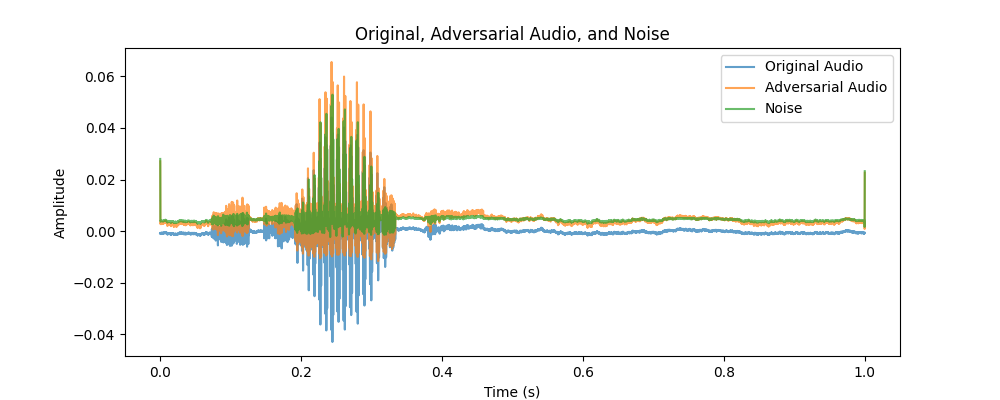 Original, Adversarial Audio, and Noise
Original Audio
Adversarial Audio
Noise
Amplitude
0.06
0.04
0.02
0.00
−0.02
−0.04
0.0 0.2 0.4 0.6 0.8 1.0
Time (s)